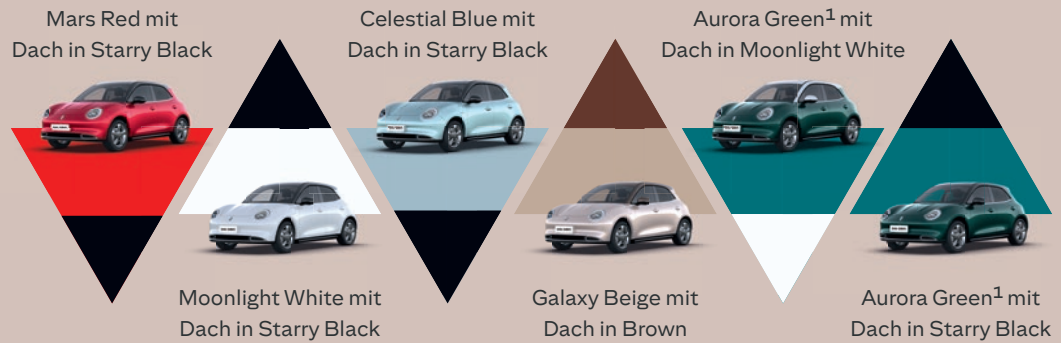 Mars Red mit
Dach in Starry Black
Celestial Blue mit
Dach in Starry Black
Aurora Green¹ mit
Dach in Moonlight White
Moonlight White mit
Dach in Starry Black
Galaxy Beige mit
Dach in Brown
Aurora Green¹ mit
Dach in Starry Black